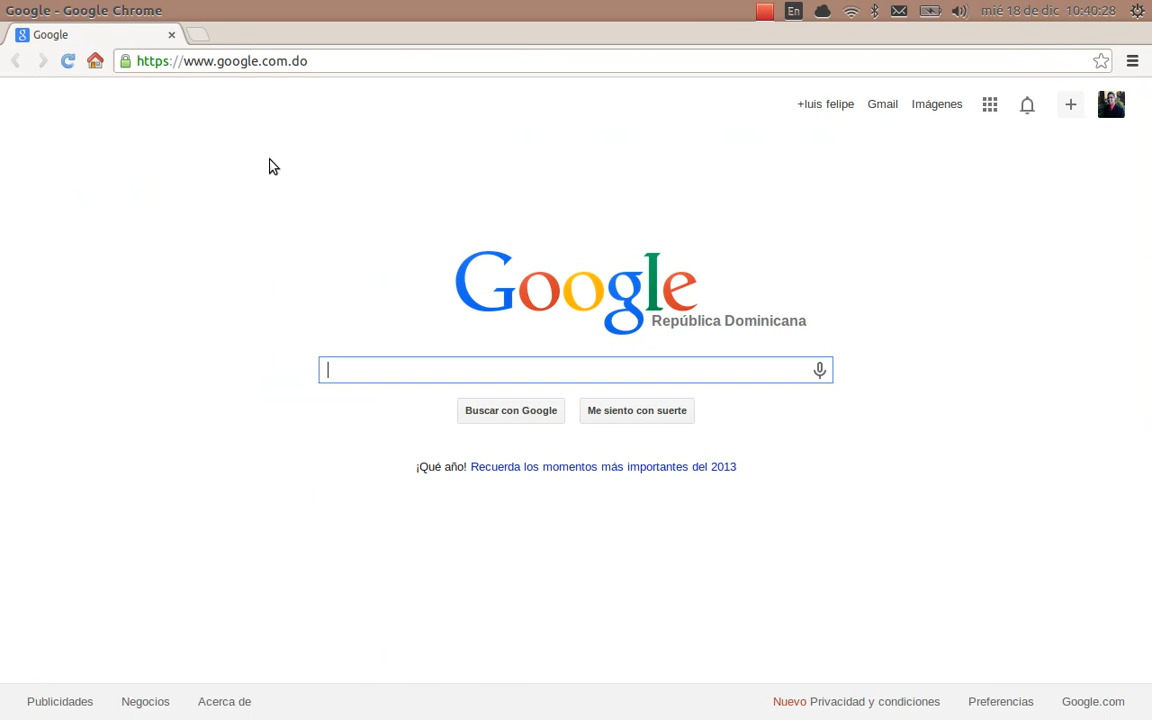 Google - Google Chrome
En
mié 18 de dic 10:40:28
Google
https://www.google.com.do
+luis felipe Gmail Imágenes
Google
República Dominicana
Buscar con Google Me siento con suerte
¡Qué año! Recuerda los momentos más importantes del 2013
Publicidades Negocios Acerca de Nuevo Privacidad y condiciones Preferencias Google.com